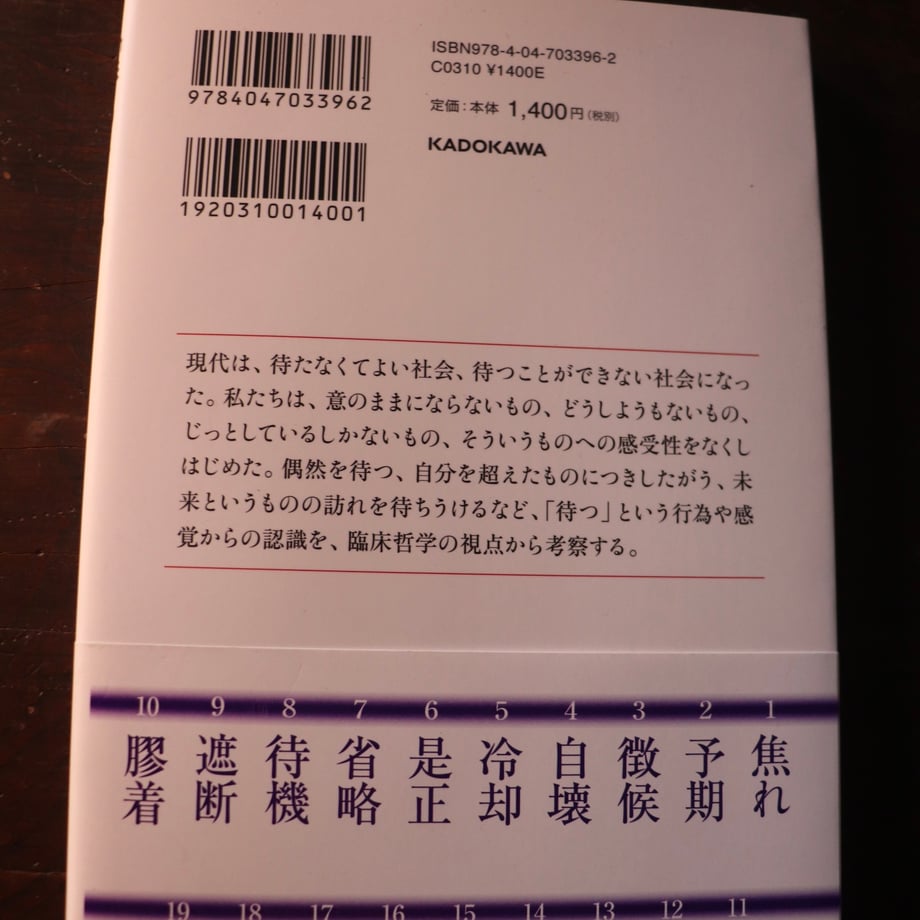 9784047033962
ISBN978-4-04-703396-2
C0310 ¥1400E
定価：本体 1,400円（税別）
KADOKAWA
1920310014001
現代は、待たなくてよい社会、待つことができない社会になっ
た。私たちは、意のままにならないもの、どうしようもないもの、
じっとしているしかないもの、そういうものへの感受性をなくし
はじめた。偶然を待つ、自分を超えたものにつきしたがう、未
来というものの訪れを待ちうけるなど、「待つ」という行為や感
覚からの認識を、臨床哲学の視点から考察する。
1 焦れ
2 予期
3 徴候
4 自壊
5 冷却
6 是正
7 省略
8 待機
9 遮断
10 膠着
11
12
13
14
15
16
17
18
19